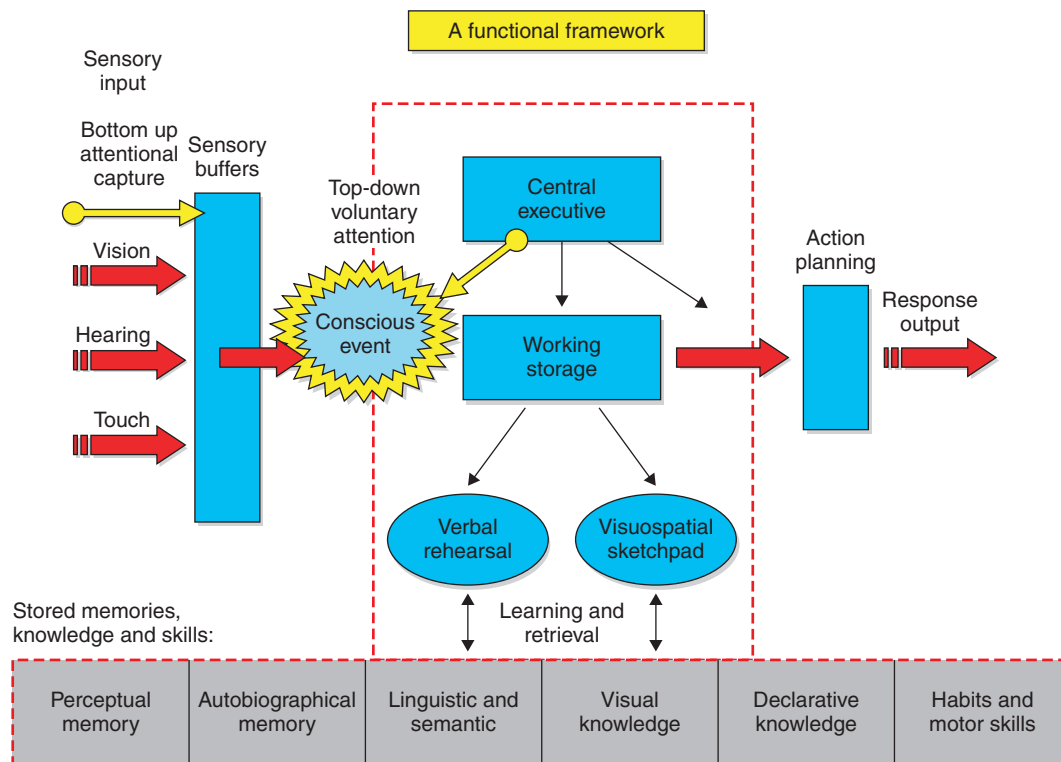 A functional framework
Sensory
input
Bottom up
attentional
capture
Sensory
buffers
Top-down
voluntary
attention
Central
executive
Action
planning
Vision
Response
output
Conscious
event
Hearing
Working
storage
Touch
Verbal
rehearsal
Visuospatial
sketchpad
Learning and
retrieval
Stored memories,
knowledge and skills:
Perceptual
memory
Autobiographical
memory
Linguistic and
semantic
Visual
knowledge
Declarative
knowledge
Habits and
motor skills